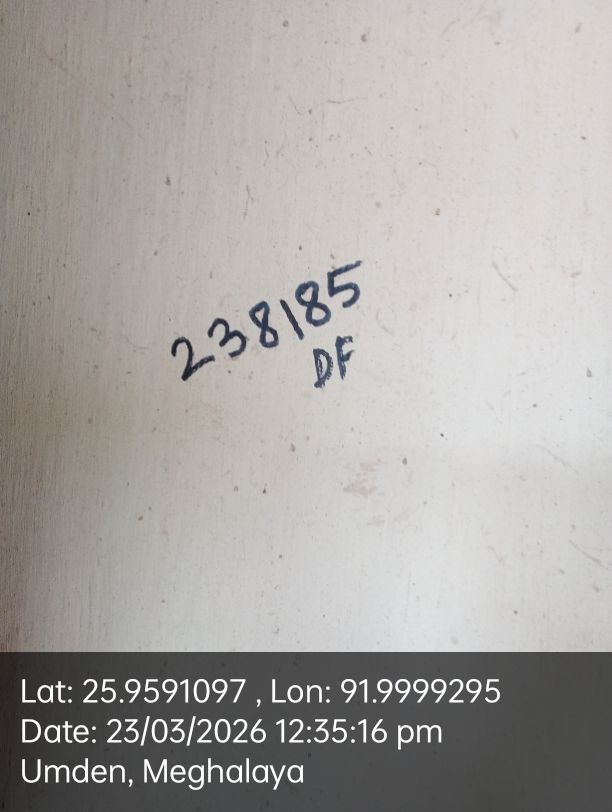 238185
DF
Lat: 25.9591097 , Lon: 91.9999295
Date: 23/03/2026 12:35:16 pm
Umden, Meghalaya